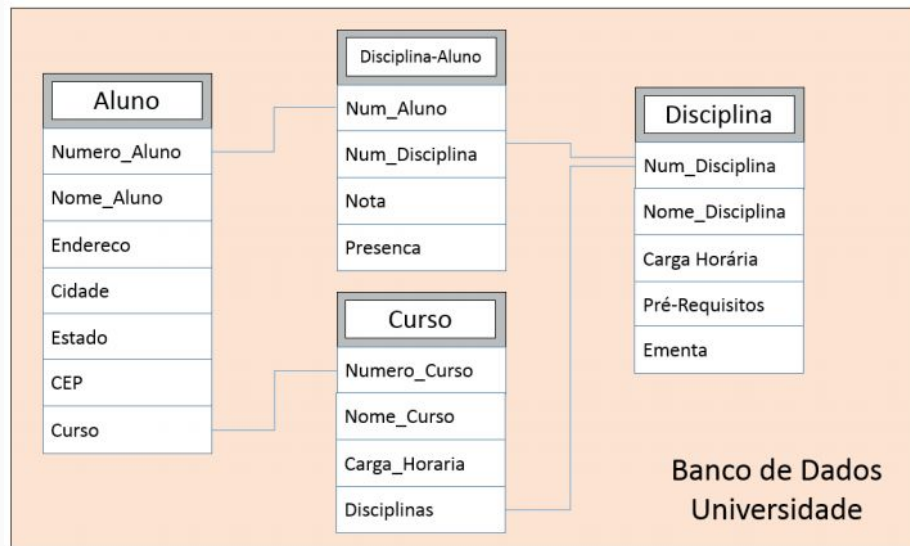 Aluno
Numero_Aluno
Nome_Aluno
Endereco
Cidade
Estado
CEP
Curso
Disciplina-Aluno
Num_Aluno
Num_Disciplina
Nota
Presenca
Curso
Numero_Curso
Nome_Curso
Carga_Horaria
Disciplinas
Disciplina
Num_Disciplina
Nome_Disciplina
Carga Horária
Pré-Requisitos
Ementa
Banco de Dados
Universidade